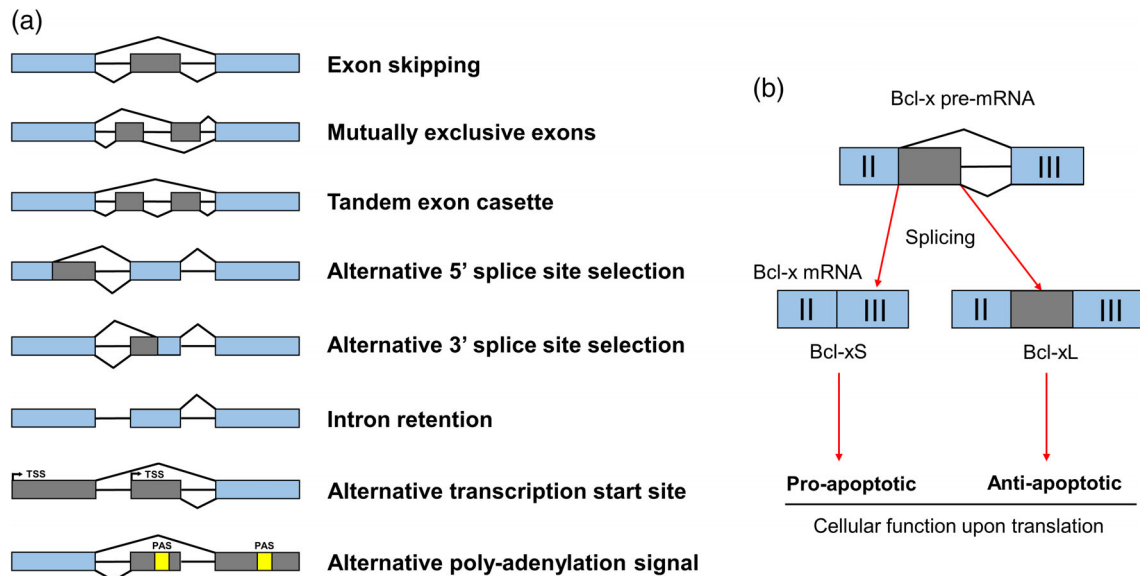 (a)
Exon skipping
Mutually exclusive exons
Tandem exon casette
Alternative 5’ splice site selection
Alternative 3’ splice site selection
Intron retention
TSS TSS
Alternative transcription start site
PAS PAS
Alternative poly-adenylation signal
(b)
Bcl-x pre-mRNA
II III
Splicing
Bcl-x mRNA
II III II III
Bcl-xS Bcl-xL
Pro-apoptotic Anti-apoptotic
Cellular function upon translation